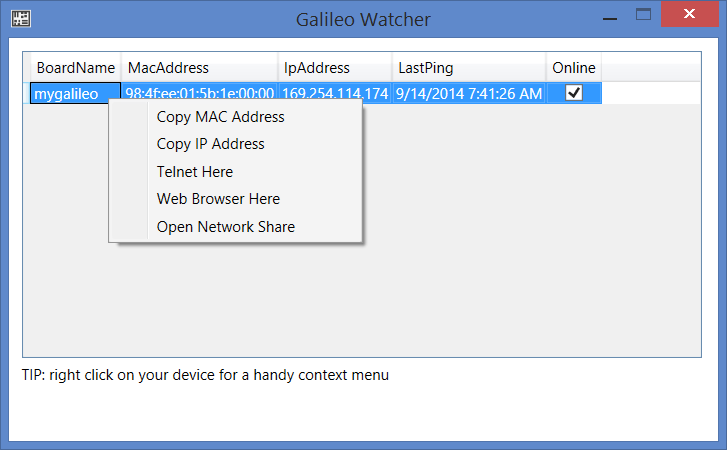 Galileo Watcher
BoardName MacAddress IpAddress LastPing Online
mygalileo 98:4f:ee:01:5b:1e:00:00 169.254.114.174 9/14/2014 7:41:26 AM
Copy MAC Address
Copy IP Address
Telnet Here
Web Browser Here
Open Network Share
TIP: right click on your device for a handy context menu